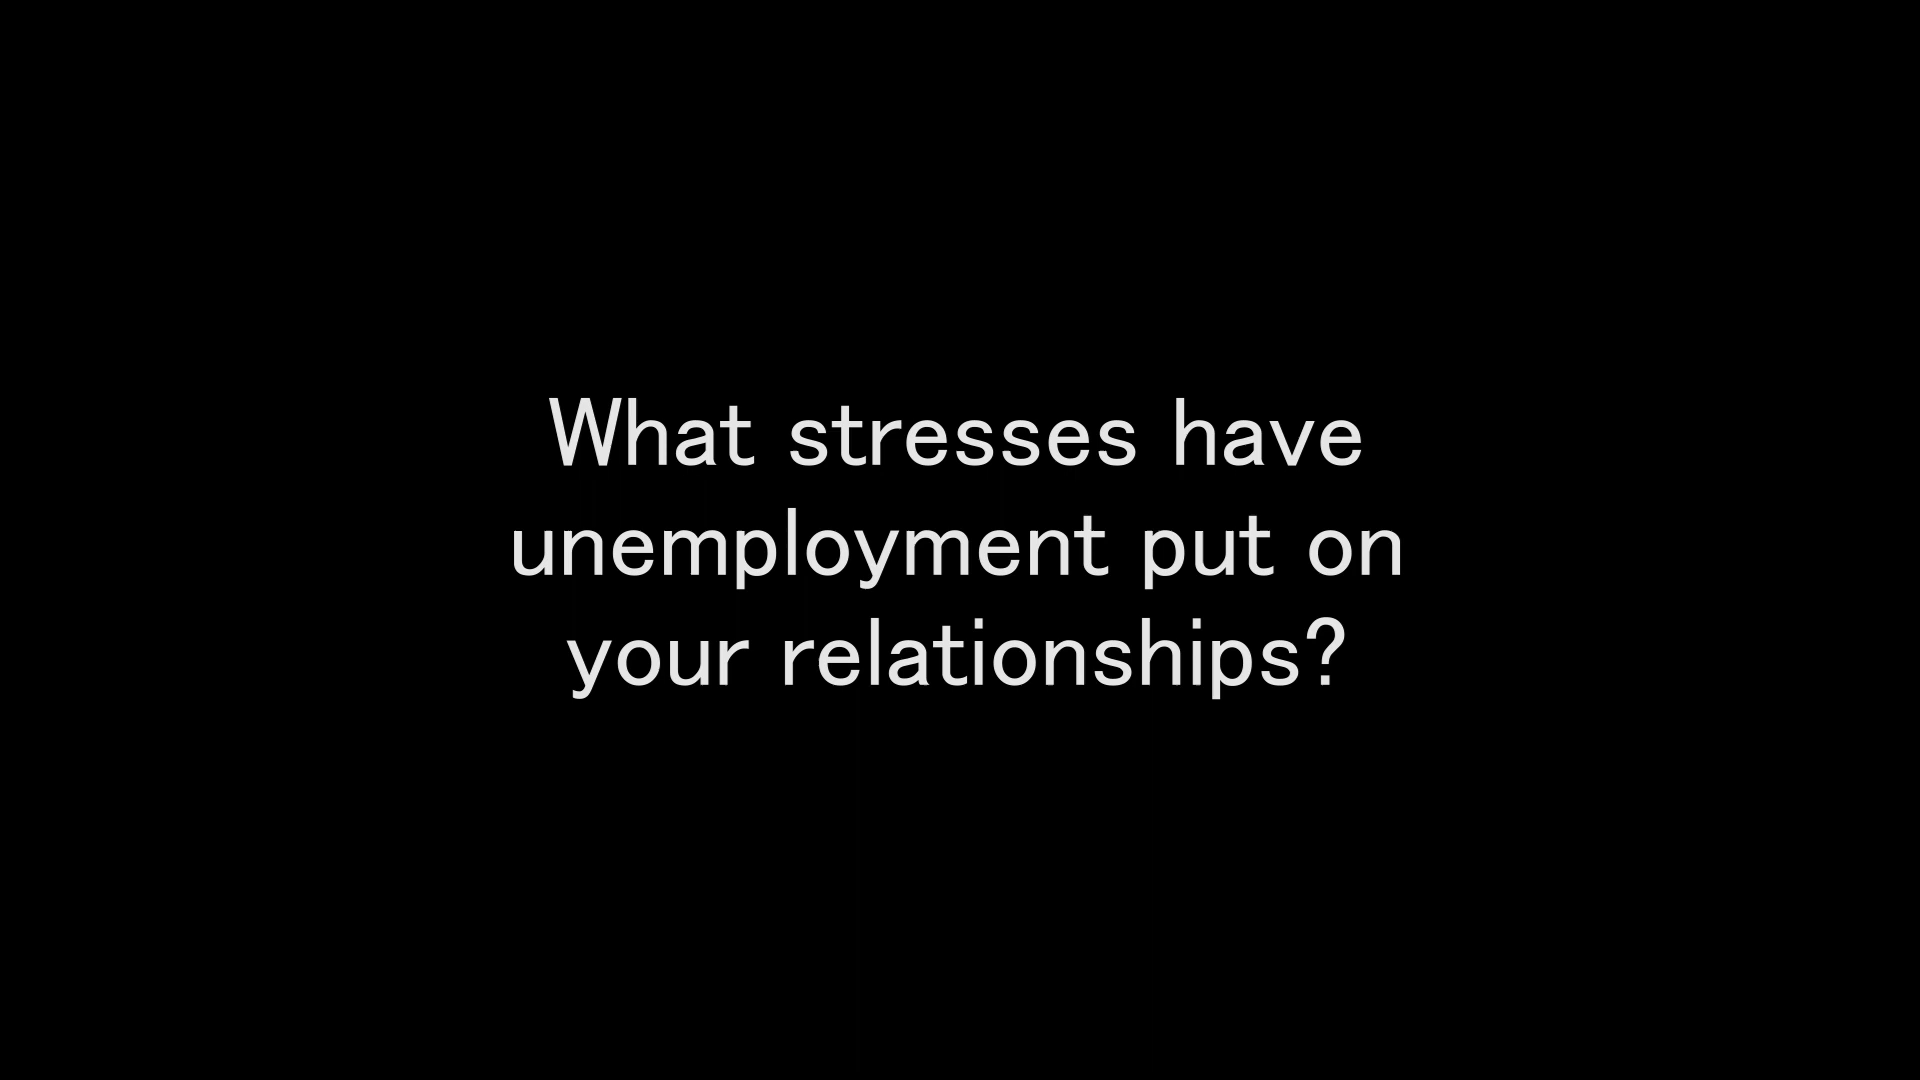 What stresses have
unemployment put on
your relationships?